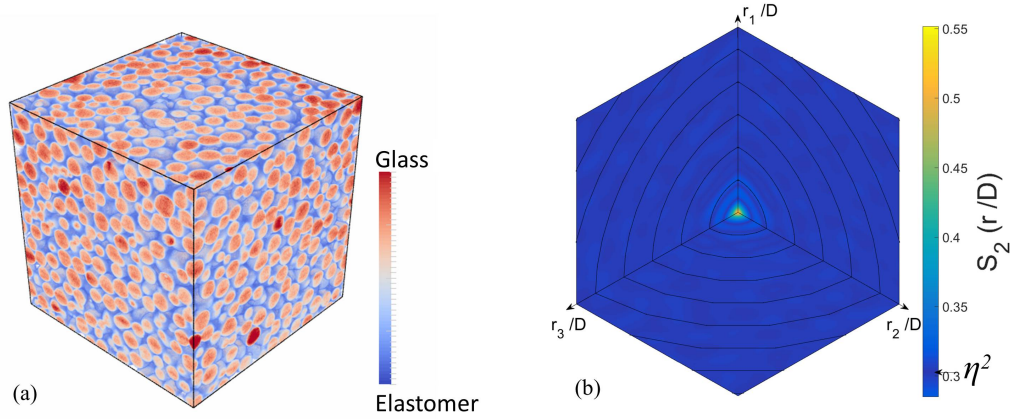 Glass
Elastomer
(a)
r1 /D
r3 /D
r2 /D
(b)
0.55
0.5
0.45
0.4
0.35
0.3
S2 (r /D)
η²